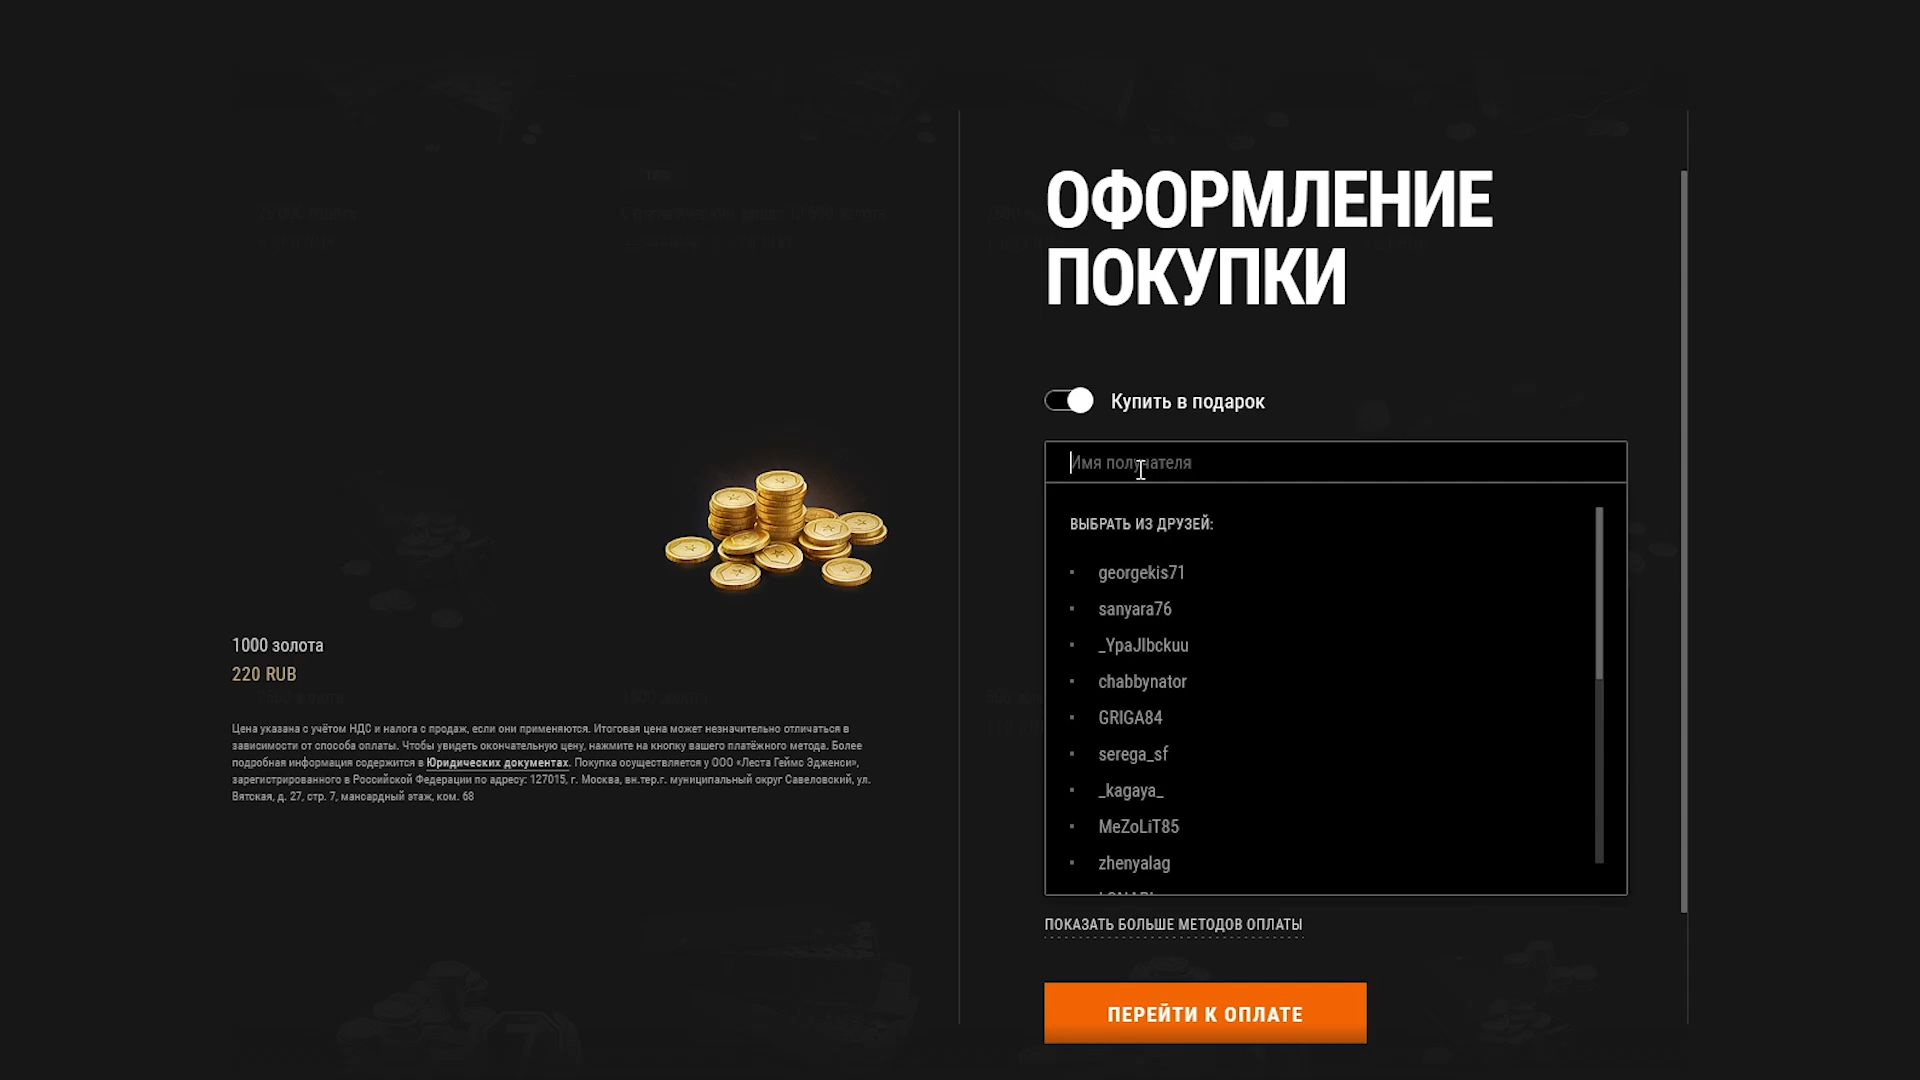 ОФОРМЛЕНИЕ
ПОКУПКИ
Купить в подарок
Имя получателя
ВЫБРАТЬ ИЗ ДРУЗЕЙ:
georgekis71
sanyara76
_YpaJIbckuu
chabbynator
GRIGA84
serega_sf
_kagaya_
MeZoLiT85
zhenyalag
ПОКАЗАТЬ БОЛЬШЕ МЕТОДОВ ОПЛАТЫ
ПЕРЕЙТИ К ОПЛАТЕ
1000 золота
220 RUB
Цена указана с учётом НДС и налога с продаж, если они применяются. Итоговая цена может незначительно отличаться в
зависимости от способа оплаты. Чтобы увидеть окончательную цену, нажмите на кнопку вашего платёжного метода. Более
подробная информация содержится в Юридических документах. Покупка осуществляется у ООО «Леста Геймс Эдженси»,
зарегистрированного в Российской Федерации по адресу: 127015, г. Москва, вн.тер.г. муниципальный округ Савеловский, ул.
Вятская, д. 27, стр. 7, мансардный этаж, ком. 68